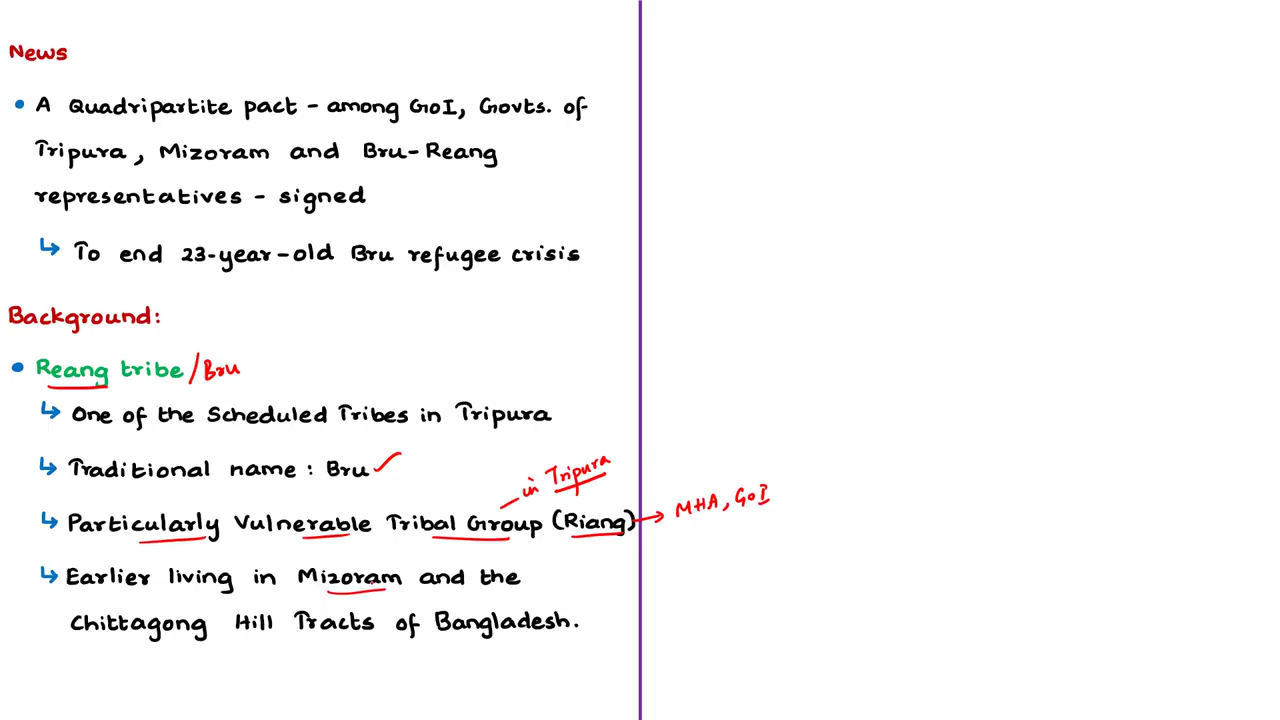 News
• A Quadripartite pact - among GoI, Govts. of
Tripura, Mizoram and Bru-Reang
representatives - signed
↳ To end 23-year-old Bru refugee crisis
Background:
• Reang tribe /Bru
↳ One of the Scheduled Tribes in Tripura
↳ Traditional name : Bru ✓
in Tripura
↳ Particularly Vulnerable Tribal Group (Riang) → MHA, GoI
↳ Earlier living in Mizoram and the
Chittagong Hill Tracts of Bangladesh.